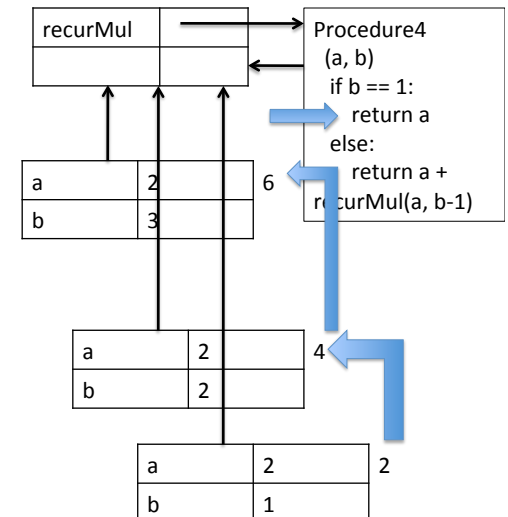 recurMul
Procedure4
(a, b)
if b == 1:
return a
else:
return a +
recurMul(a, b-1)
a 2 6
b 3
a 2 4
b 2
a 2 2
b 1